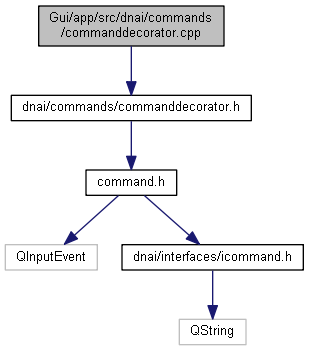 Gui/app/src/dnai/commands
/commanddecorator.cpp
dnai/commands/commanddecorator.h
command.h
QInputEvent
dnai/interfaces/icommand.h
QString